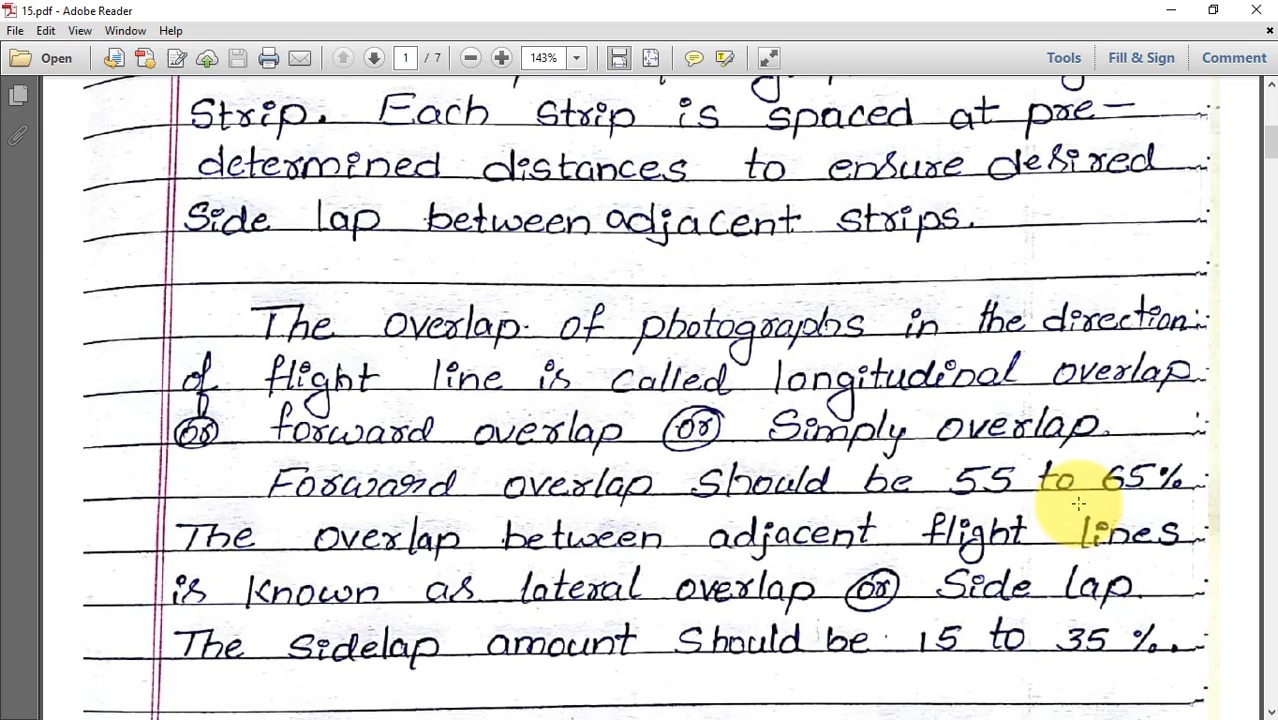 15.pdf - Adobe Reader
File Edit View Window Help
Open 1 / 7 143% Tools Fill & Sign Comment
Strip. Each strip is spaced at pre-
determined distances to ensure desired
Side lap between adjacent strips.
The overlap of photographs in the direction
of flight line is called longitudinal overlap
or forward overlap or Simply overlap.
Forward overlap should be 55 to 65%
The overlap between adjacent flight lines
is known as lateral overlap or Side lap.
The sidelap amount should be 15 to 35 %.